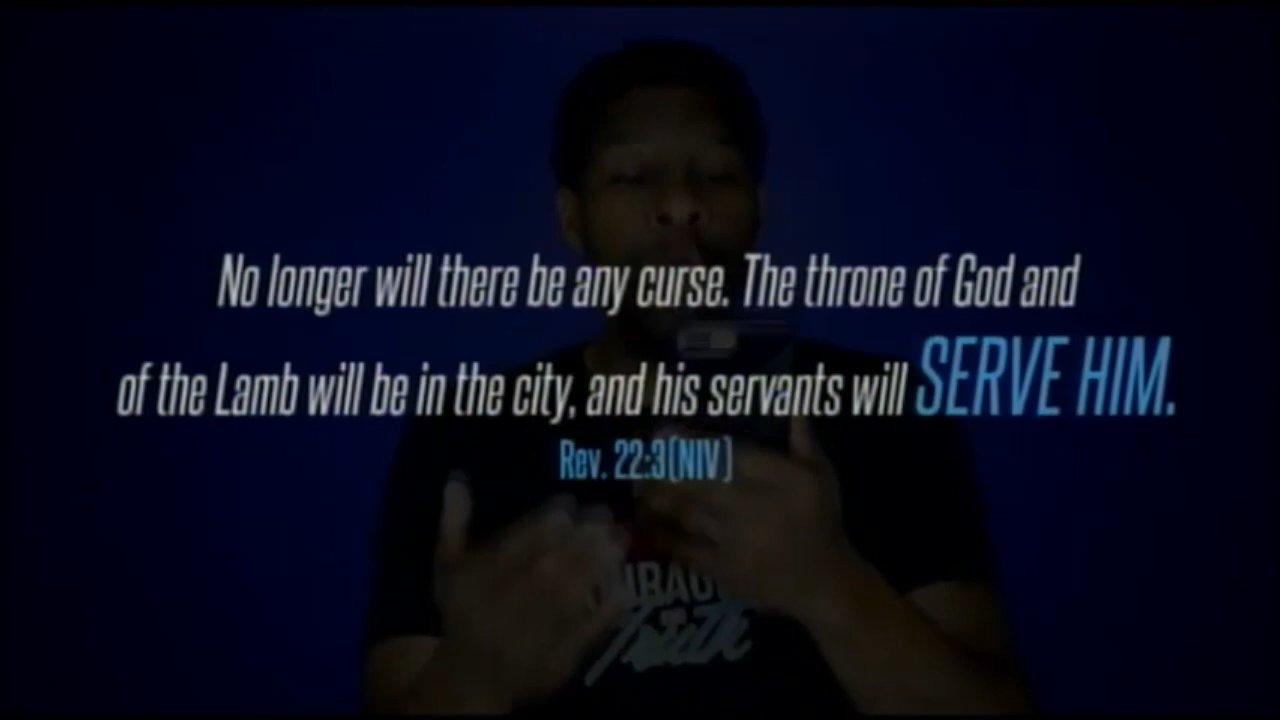 No longer will there be any curse. The throne of God and
of the Lamb will be in the city, and his servants will SERVE HIM.
Rev. 22:3(NIV)
Truth